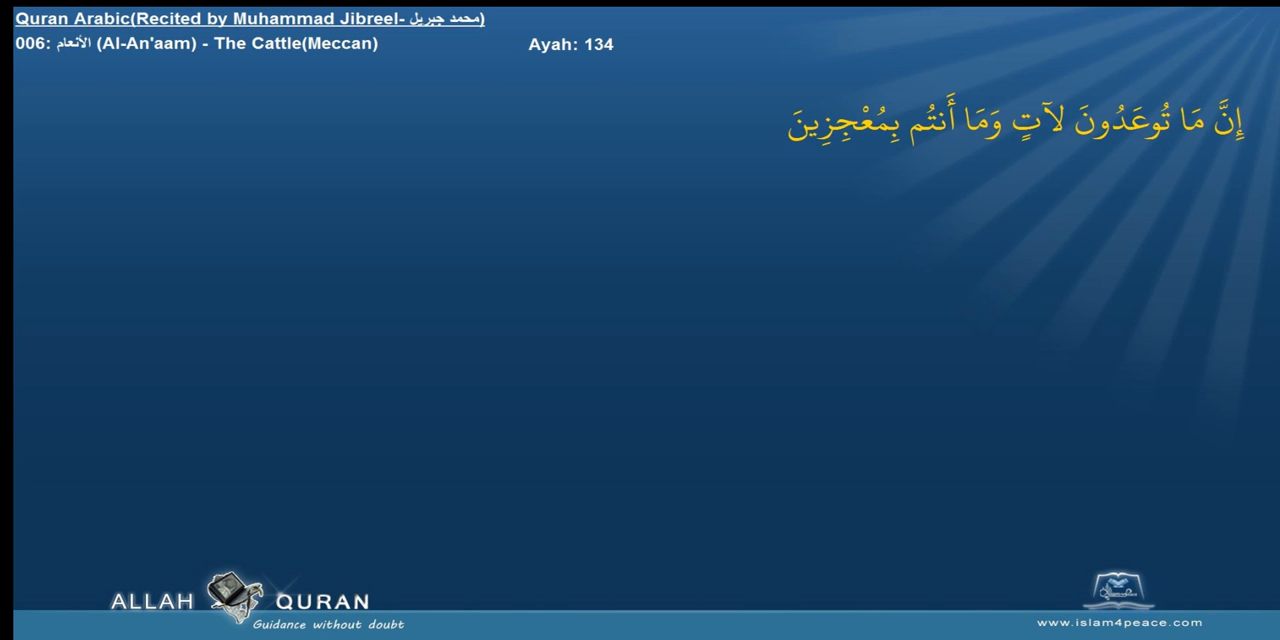 Quran Arabic(Recited by Muhammad Jibreel- محمد جبريل)
006: الأنعام (Al-An'aam) - The Cattle(Meccan) Ayah: 134
إِنَّ مَا تُوعَدُونَ لَآتٍ وَمَا أَنتُم بِمُعْجِزِينَ
ALLAH QURAN
Guidance without doubt
www.islam4peace.com